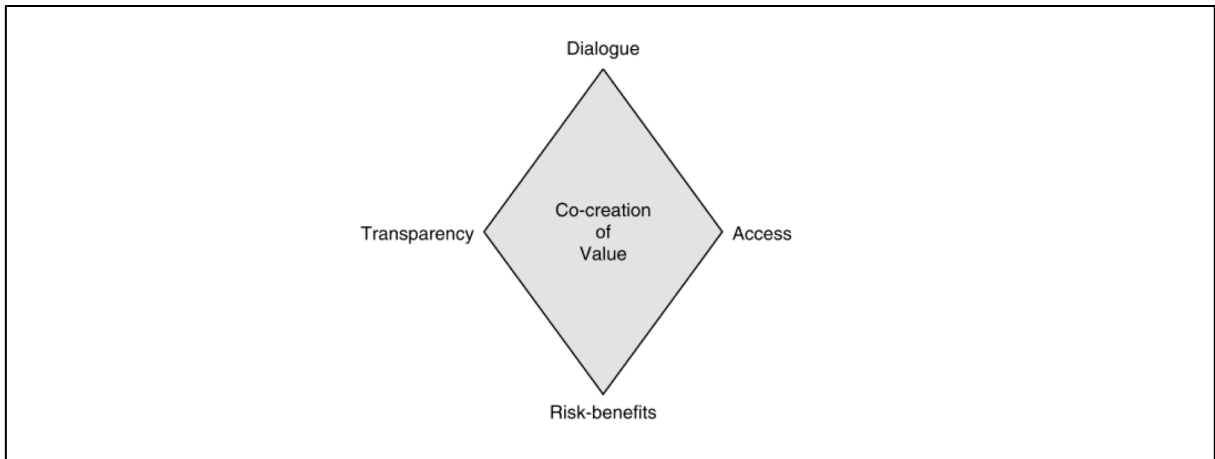 Dialogue
Co-creation
of
Value
Transparency
Access
Risk-benefits